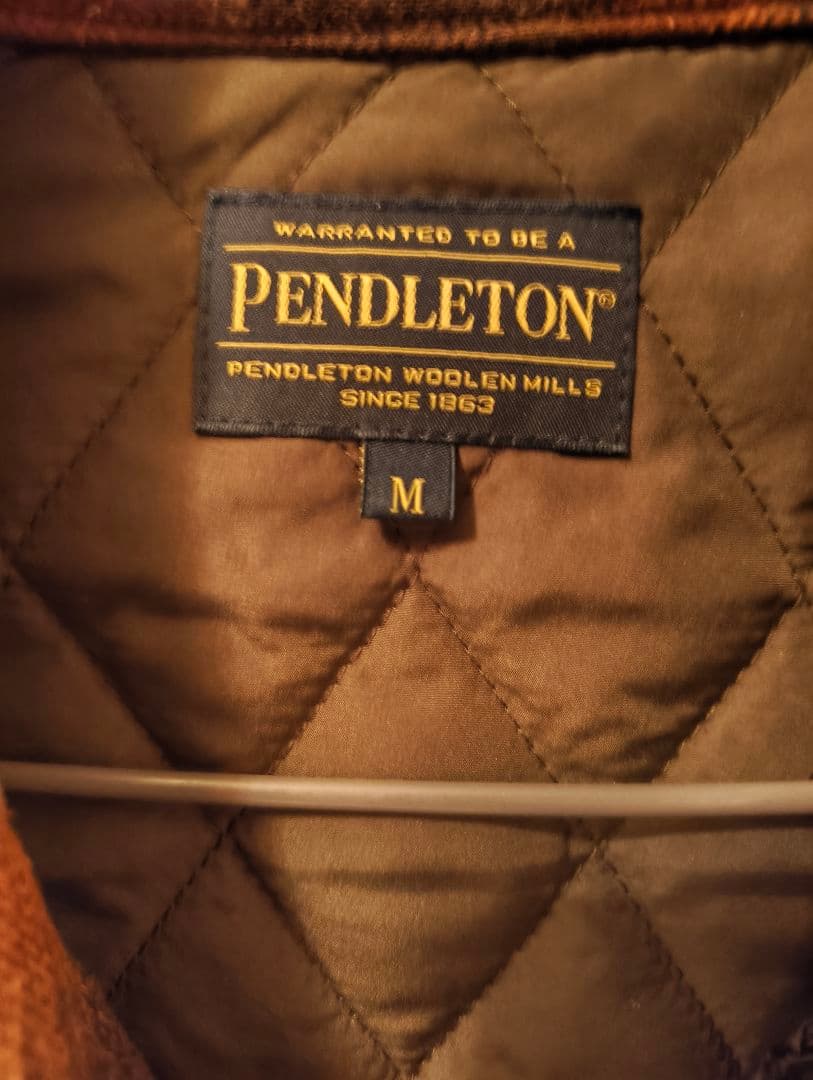 WARRANTED TO BE A
PENDLETON®
PENDLETON WOOLEN MILLS
SINCE 1863
M